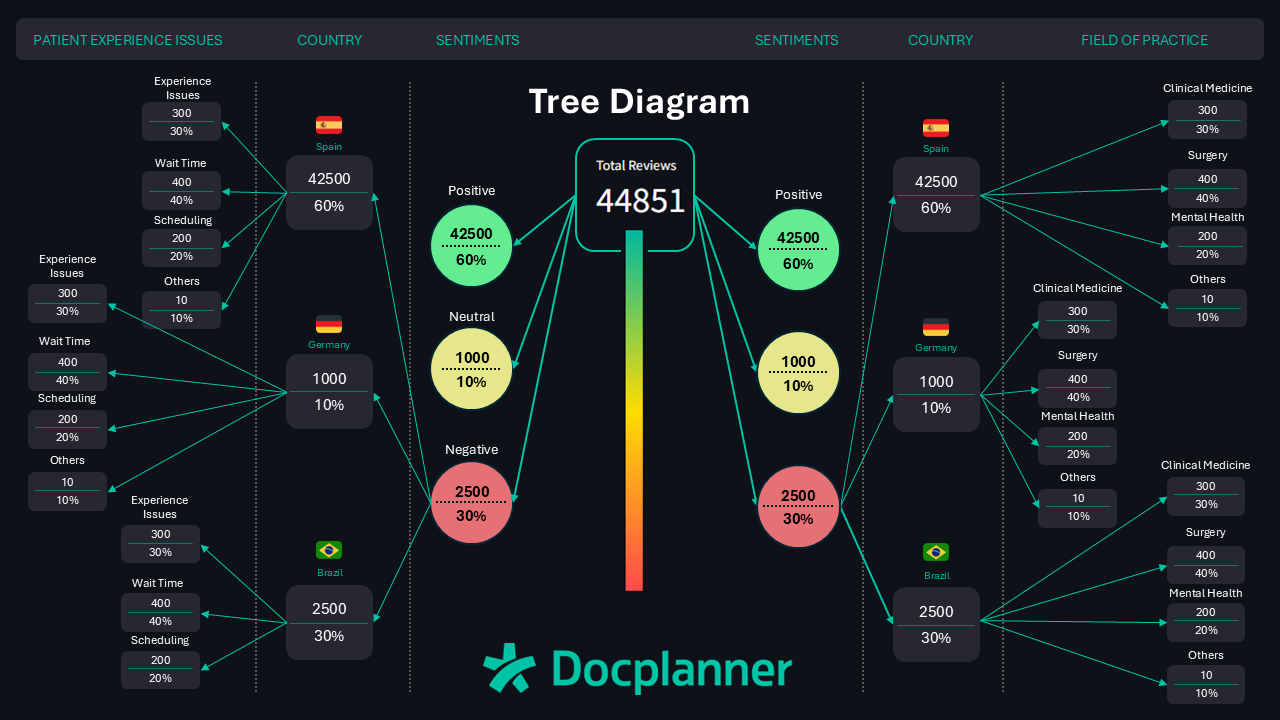 PATIENT EXPERIENCE ISSUES
COUNTRY
SENTIMENTS
SENTIMENTS
COUNTRY
FIELD OF PRACTICE
Tree Diagram
Total Reviews
44851
Experience
Issues
300
30%
Wait Time
400
40%
Scheduling
200
20%
Others
10
10%
Experience
Issues
300
30%
Wait Time
400
40%
Scheduling
200
20%
Others
10
10%
Experience
Issues
300
30%
Wait Time
400
40%
Scheduling
200
20%
Spain
42500
60%
Germany
1000
10%
Brazil
2500
30%
Positive
42500
60%
Neutral
1000
10%
Negative
2500
30%
Positive
42500
60%
1000
10%
2500
30%
Spain
42500
60%
Germany
1000
10%
Brazil
2500
30%
Clinical Medicine
300
30%
Surgery
400
40%
Mental Health
200
20%
Others
10
10%
Clinical Medicine
300
30%
Surgery
400
40%
Mental Health
200
20%
Others
10
10%
Clinical Medicine
300
30%
Surgery
400
40%
Mental Health
200
20%
Others
10
10%
Docplanner